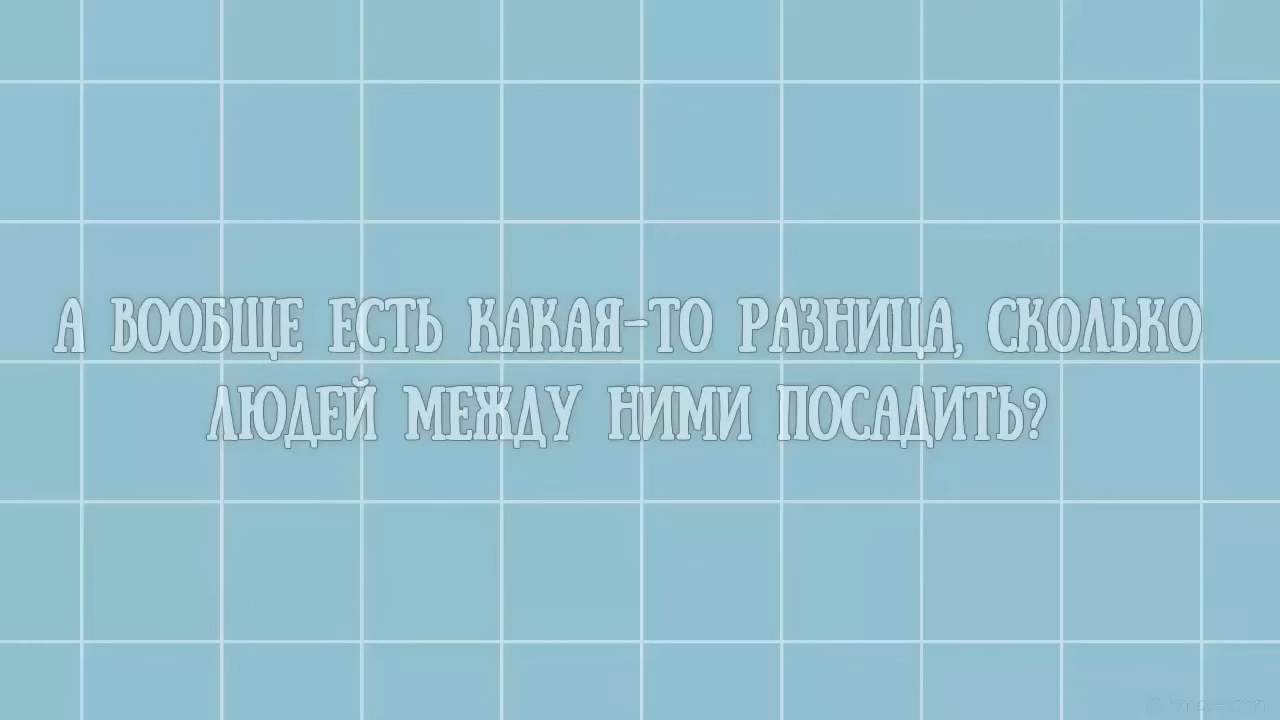 А ВООБЩЕ ЕСТЬ КАКАЯ-ТО РАЗНИЦА, СКОЛЬКО
ЛЮДЕЙ МЕЖДУ НИМИ ПОСАДИТЬ?